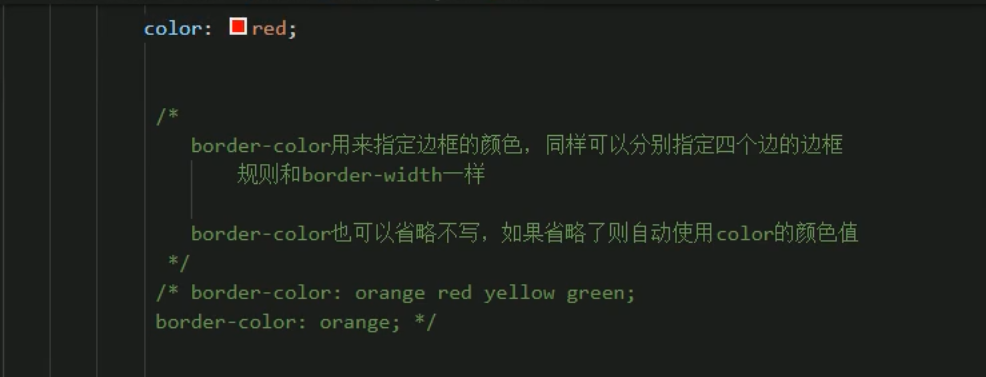 color: red;
/*
border-color用来指定边框的颜色，同样可以分别指定四个边的边框
规则和border-width一样
border-color也可以省略不写，如果省略了则自动使用color的颜色值
*/
/* border-color: orange red yellow green;
border-color: orange; */